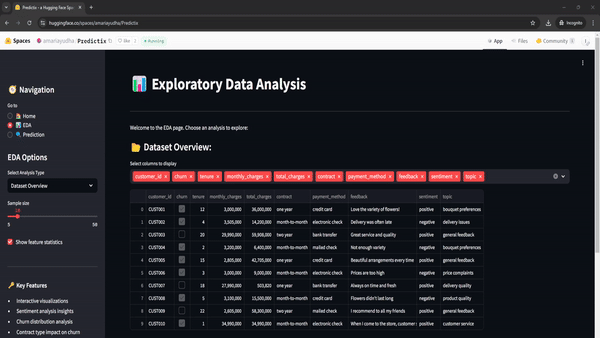 Predictix - a Hugging Face Spa
huggingface.co/spaces/amariayudha/Predictix
Incognito
Spaces
amariayudha/Predictix
like
Running
App
Files
Community
Navigation
Go to
Home
EDA
Prediction
EDA Options
Select Analysis Type
Dataset Overview
Sample size
10
5
50
Show feature statistics
Key Features
Interactive visualizations
Sentiment analysis insights
Churn distribution analysis
Contract type impact on churn
Exploratory Data Analysis
Welcome to the EDA page. Choose an analysis to explore:
Dataset Overview:
Select columns to display
customer_id churn tenure monthly_charges total_charges contract payment_method feedback sentiment topic
customer_id churn tenure monthly_charges total_charges contract payment_method feedback sentiment topic
0 CUST001 12 3,000,000 36,000,000 one year credit card Love the variety of flowers! positive bouquet preferences
1 CUST002 4 3,505,000 14,200,000 month-to-month electronic check Delivery was often late negative delivery issues
2 CUST003 20 29,990,000 59,908,000 two year bank transfer Great service and quality positive general feedback
3 CUST004 2 3,200,000 6,400,000 month-to-month mailed check Not enough variety negative bouquet preferences
4 CUST005 15 2,805,000 42,705,000 one year credit card Beautiful arrangements every time positive general feedback
5 CUST006 3 3,000,000 9,000,000 month-to-month electronic check Prices are too high negative price complaints
6 CUST007 18 27,990,000 503,820 one year bank transfer Always on time and fresh positive delivery quality
7 CUST008 5 3,100,000 15,500,000 month-to-month credit card Flowers didn't last long negative product quality
8 CUST009 22 2,605,000 58,300,000 two year mailed check I recommend to all my friends positive general feedback
9 CUST010 1 34,990,000 34,990,000 month-to-month electronic check When I come to the store, customer s positive customer service